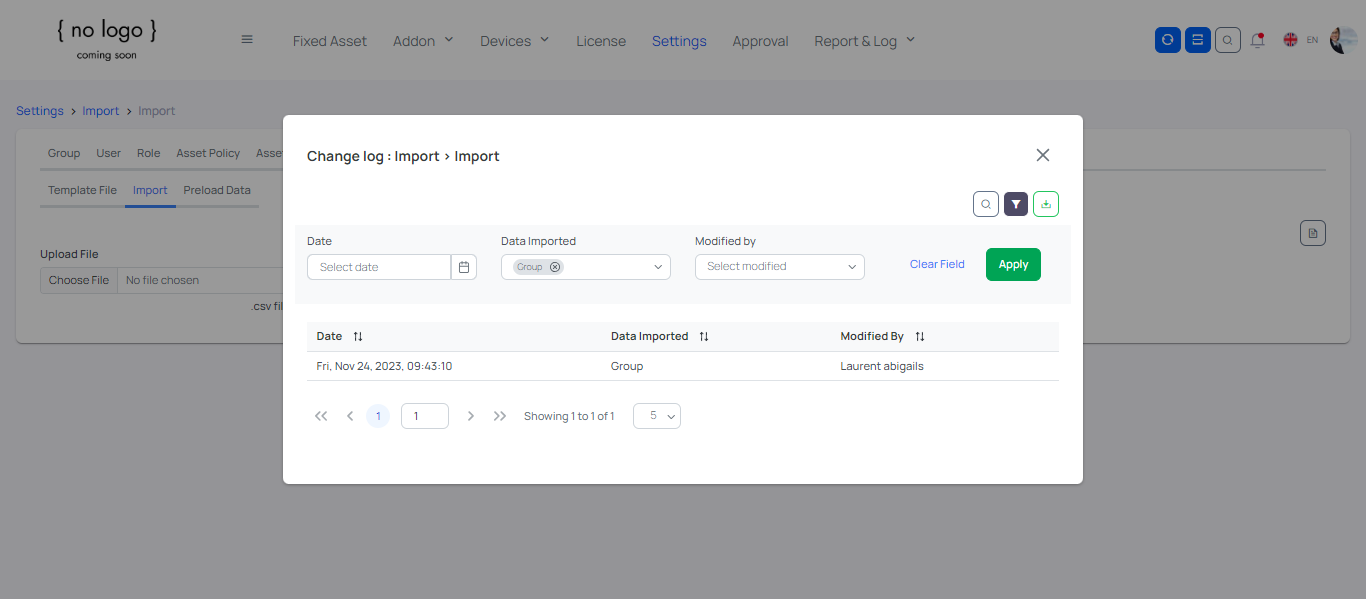 { no logo }
coming soon
Fixed Asset Addon Devices License Settings Approval Report & Log EN
Settings > Import > Import
Group User Role Asset Policy Asse
Template File Import Preload Data
Upload File
Choose File No file chosen
.csv fil
Change log : Import > Import
Date Data Imported Modified by
Select date Group Select modified Clear Field Apply
Date Data Imported Modified By
Fri, Nov 24, 2023, 09:43:10 Group Laurent abigails
1 1 Showing 1 to 1 of 1 5